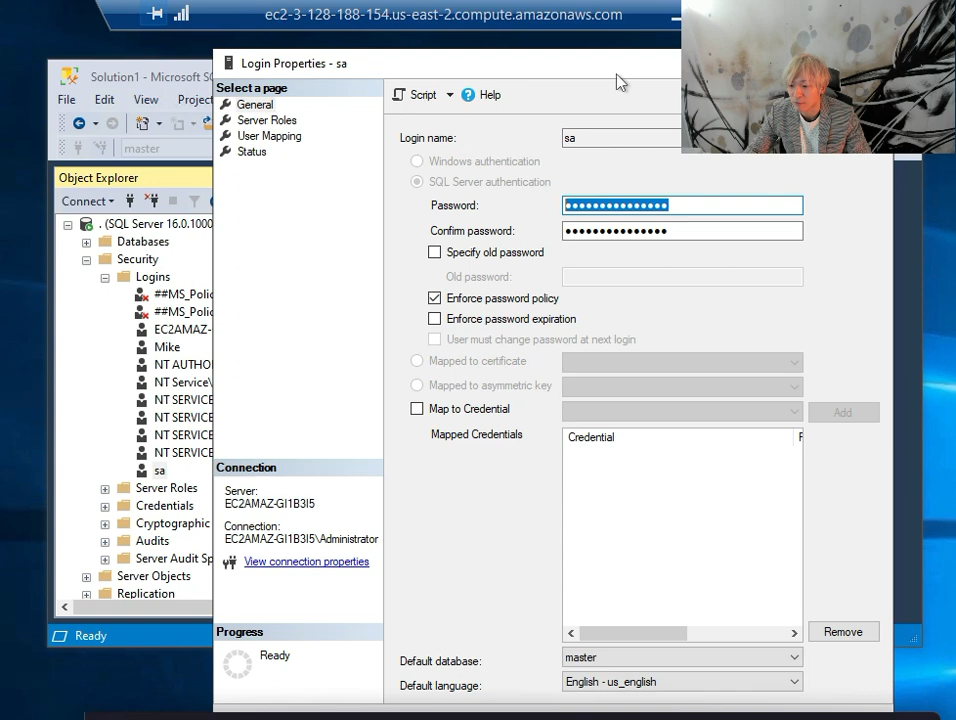 ec2-3-128-188-154.us-east-2.compute.amazonaws.com
Solution1 - Microsoft SQ
File Edit View Project
master
Object Explorer
Connect
. (SQL Server 16.0.1000
Databases
Security
Logins
##MS_Polic
##MS_Polic
EC2AMAZ-
Mike
NT AUTHO
NT Service\
NT SERVICE
NT SERVICE
NT SERVICE
NT SERVICE
sa
Server Roles
Credentials
Cryptographic
Audits
Server Audit Sp
Server Objects
Replication
Ready
Login Properties - sa
Select a page
General
Server Roles
User Mapping
Status
Connection
Server:
EC2AMAZ-GI1B3I5
Connection:
EC2AMAZ-GI1B3I5\Administrator
View connection properties
Progress
Ready
Script Help
Login name: sa
Windows authentication
SQL Server authentication
Password: ●●●●●●●●●●●●●●●
Confirm password: ●●●●●●●●●●●●●●●
Specify old password
Old password:
Enforce password policy
Enforce password expiration
User must change password at next login
Mapped to certificate
Mapped to asymmetric key
Map to Credential Add
Mapped Credentials Credential
Remove
Default database: master
Default language: English - us_english